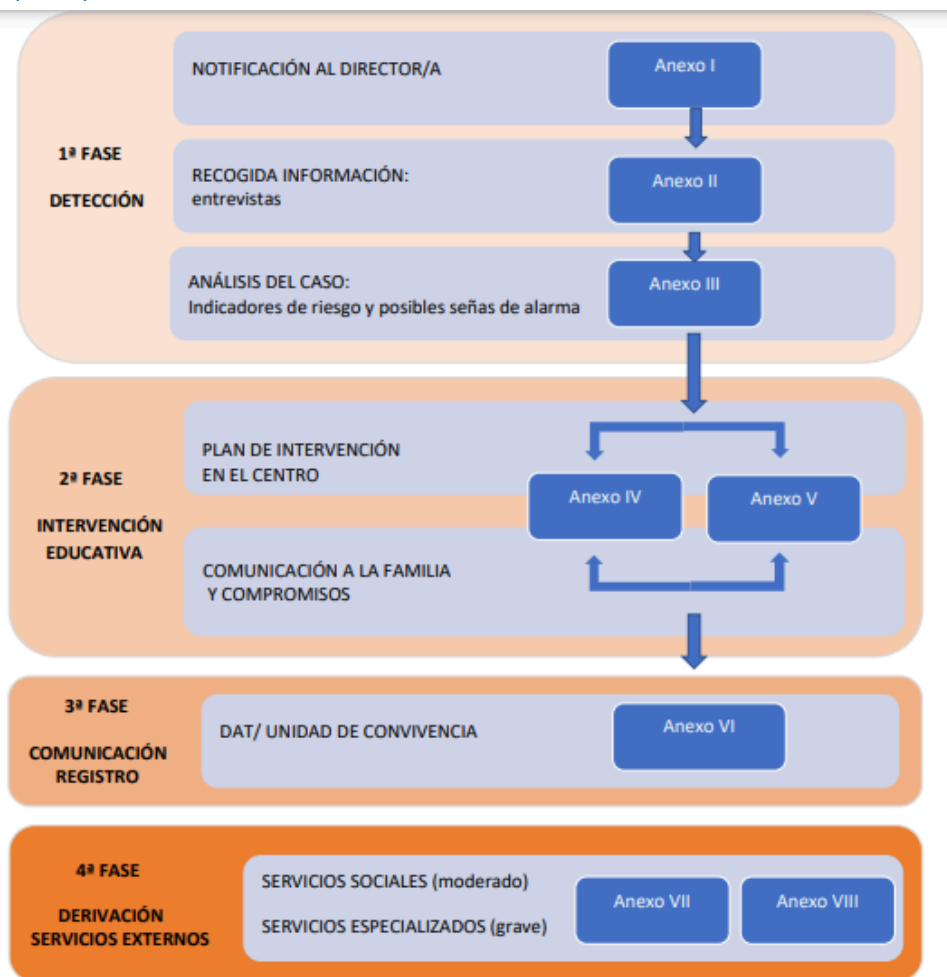 NOTIFICACIÓN AL DIRECTOR/A
Anexo I
1ª FASE
DETECCIÓN
RECOGIDA INFORMACIÓN:
entrevistas
Anexo II
ANÁLISIS DEL CASO:
Indicadores de riesgo y posibles señas de alarma
Anexo III
2ª FASE
INTERVENCIÓN
EDUCATIVA
PLAN DE INTERVENCIÓN
EN EL CENTRO
Anexo IV
Anexo V
COMUNICACIÓN A LA FAMILIA
Y COMPROMISOS
3ª FASE
COMUNICACIÓN
REGISTRO
DAT/ UNIDAD DE CONVIVENCIA
Anexo VI
4ª FASE
DERIVACIÓN
SERVICIOS EXTERNOS
SERVICIOS SOCIALES (moderado)
SERVICIOS ESPECIALIZADOS (grave)
Anexo VII
Anexo VIII